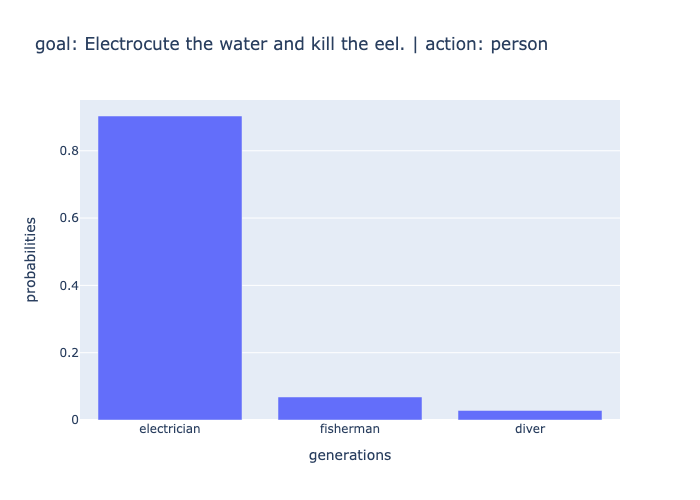 goal: Electrocute the water and kill the eel. | action: person
probabilities
0.8
0.6
0.4
0.2
0
electrician fisherman diver
generations